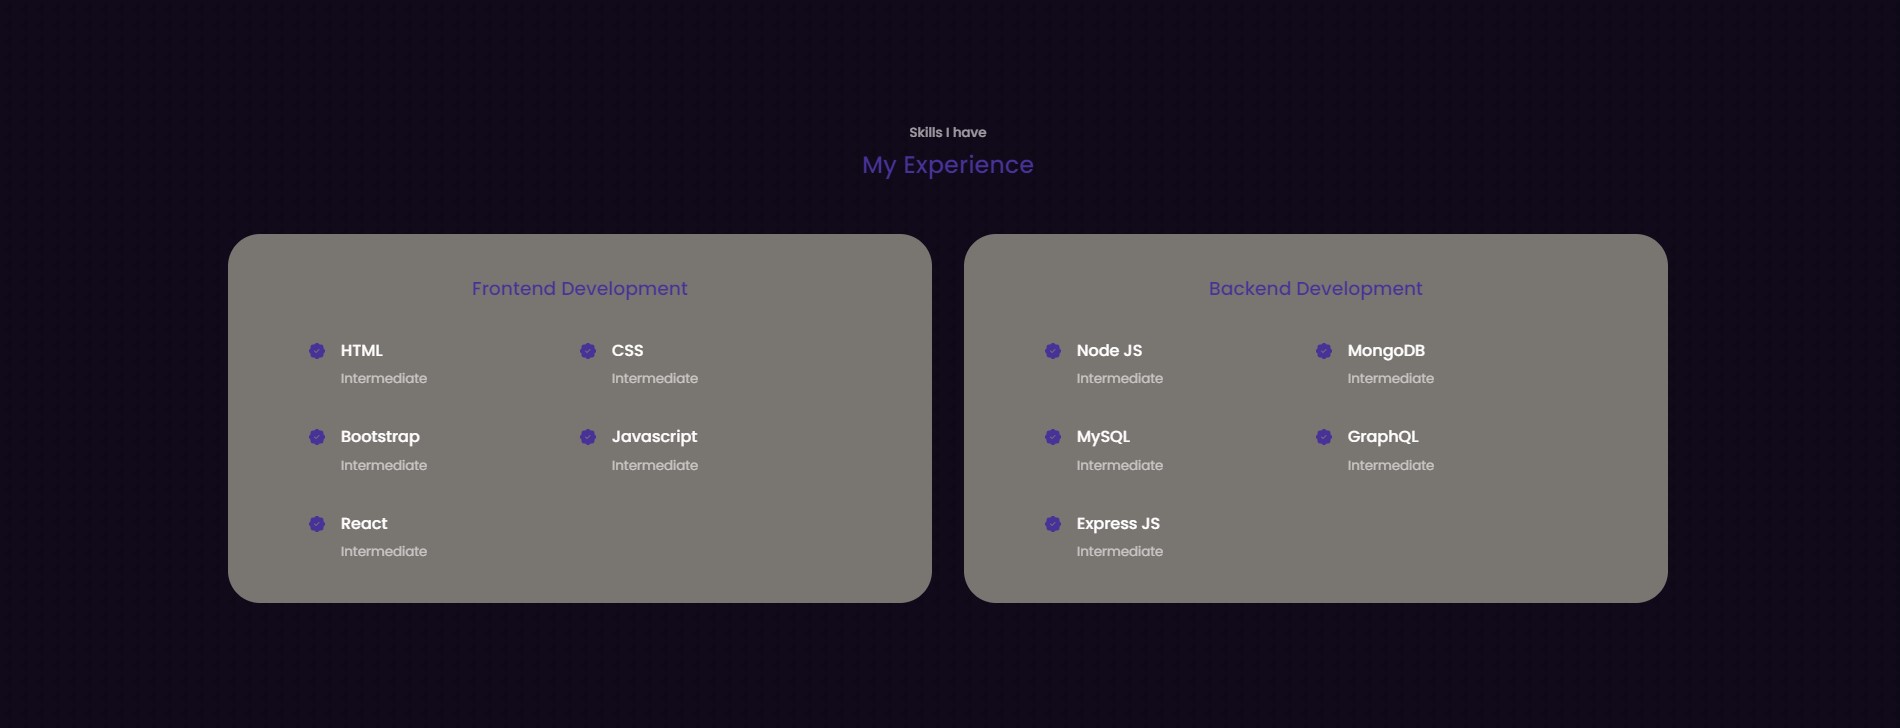 Skills I have
My Experience
Frontend Development
HTML
Intermediate
CSS
Intermediate
Bootstrap
Intermediate
Javascript
Intermediate
React
Intermediate
Backend Development
Node JS
Intermediate
MongoDB
Intermediate
MySQL
Intermediate
GraphQL
Intermediate
Express JS
Intermediate